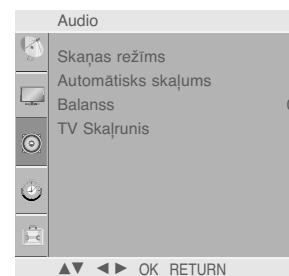 Audio
Skaņas režīms
Automātisks skaļums
Balanss
TV Skaļrunis
▲▼ ◄► OK RETURN